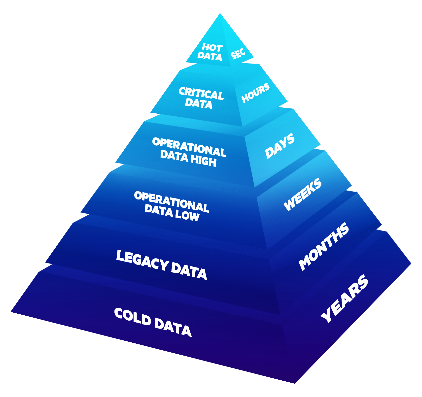 HOT
DATA
SEC
CRITICAL
DATA
HOURS
OPERATIONAL
DATA HIGH
DAYS
OPERATIONAL
DATA LOW
WEEKS
LEGACY DATA
MONTHS
COLD DATA
YEARS